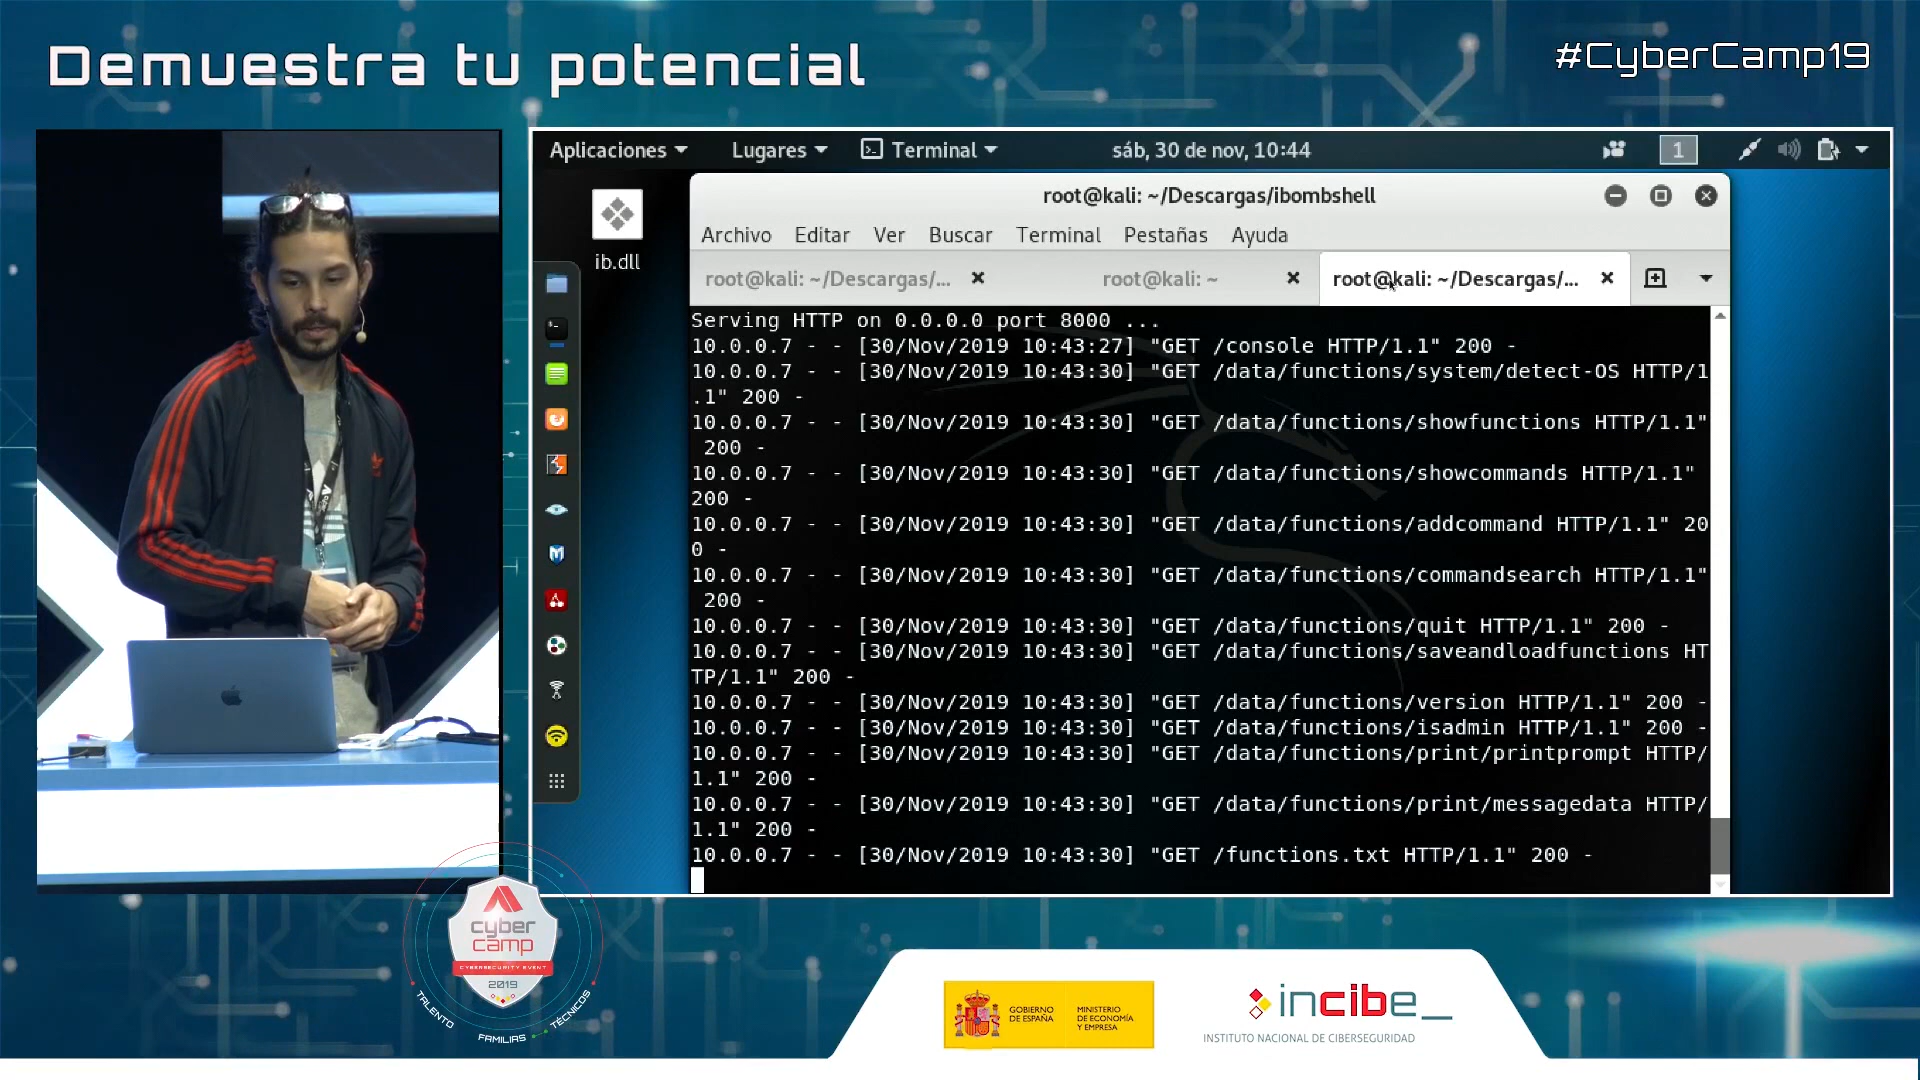 Demuestra tu potencial
#CyberCamp19
Aplicaciones
Lugares
Terminal
sáb, 30 de nov, 10:44
1
ib.dll
root@kali: ~/Descargas/ibombshell
Archivo Editar Ver Buscar Terminal Pestañas Ayuda
root@kali: ~/Descargas/...
root@kali: ~
root@kali: ~/Descargas/...
Serving HTTP on 0.0.0.0 port 8000 ...
10.0.0.7 - - [30/Nov/2019 10:43:27] "GET /console HTTP/1.1" 200 -
10.0.0.7 - - [30/Nov/2019 10:43:30] "GET /data/functions/system/detect-OS HTTP/1
.1" 200 -
10.0.0.7 - - [30/Nov/2019 10:43:30] "GET /data/functions/showfunctions HTTP/1.1"
200 -
10.0.0.7 - - [30/Nov/2019 10:43:30] "GET /data/functions/showcommands HTTP/1.1"
200 -
10.0.0.7 - - [30/Nov/2019 10:43:30] "GET /data/functions/addcommand HTTP/1.1" 20
0 -
10.0.0.7 - - [30/Nov/2019 10:43:30] "GET /data/functions/commandsearch HTTP/1.1"
200 -
10.0.0.7 - - [30/Nov/2019 10:43:30] "GET /data/functions/quit HTTP/1.1" 200 -
10.0.0.7 - - [30/Nov/2019 10:43:30] "GET /data/functions/saveandloadfunctions HT
TP/1.1" 200 -
10.0.0.7 - - [30/Nov/2019 10:43:30] "GET /data/functions/version HTTP/1.1" 200 -
10.0.0.7 - - [30/Nov/2019 10:43:30] "GET /data/functions/isadmin HTTP/1.1" 200 -
10.0.0.7 - - [30/Nov/2019 10:43:30] "GET /data/functions/print/printprompt HTTP/
1.1" 200 -
10.0.0.7 - - [30/Nov/2019 10:43:30] "GET /data/functions/print/messagedata HTTP/
1.1" 200 -
10.0.0.7 - - [30/Nov/2019 10:43:30] "GET /functions.txt HTTP/1.1" 200 -
cyber
camp
CYBERSECURITY EVENT
2019
TALENTO
FAMILIAS
TÉCNICOS
GOBIERNO
DE ESPAÑA
MINISTERIO
DE ECONOMÍA
Y EMPRESA
incibe_
INSTITUTO NACIONAL DE CIBERSEGURIDAD